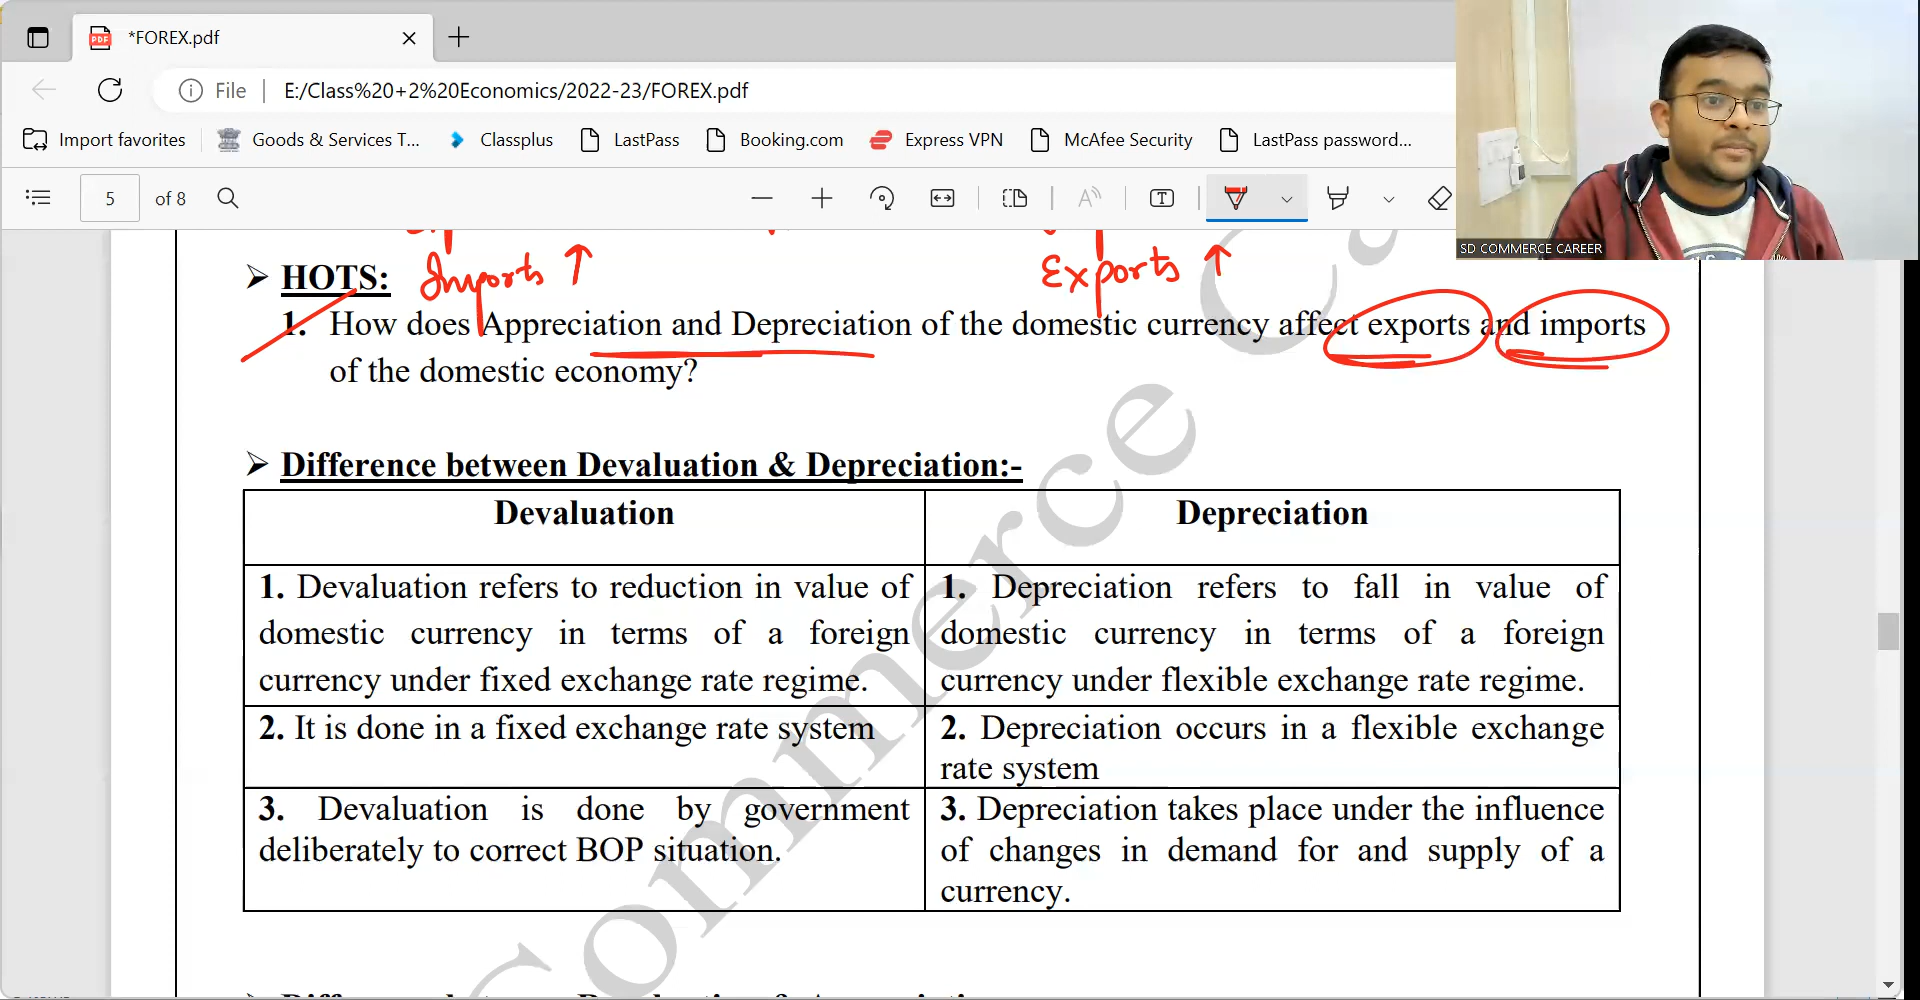 *FOREX.pdf
File E:/Class%20+2%20Economics/2022-23/FOREX.pdf
Import favorites Goods & Services T... Classplus LastPass Booking.com Express VPN McAfee Security LastPass password...
5 of 8
SD COMMERCE CAREER
Imports ↑ Exports ↑
➢ HOTS:
1. How does Appreciation and Depreciation of the domestic currency affect exports and imports
of the domestic economy?
➢ Difference between Devaluation & Depreciation:-
Devaluation Depreciation
1. Devaluation refers to reduction in value of
domestic currency in terms of a foreign
currency under fixed exchange rate regime.
1. Depreciation refers to fall in value of
domestic currency in terms of a foreign
currency under flexible exchange rate regime.
2. It is done in a fixed exchange rate system
2. Depreciation occurs in a flexible exchange
rate system
3. Devaluation is done by government
deliberately to correct BOP situation.
3. Depreciation takes place under the influence
of changes in demand for and supply of a
currency.
Commerce